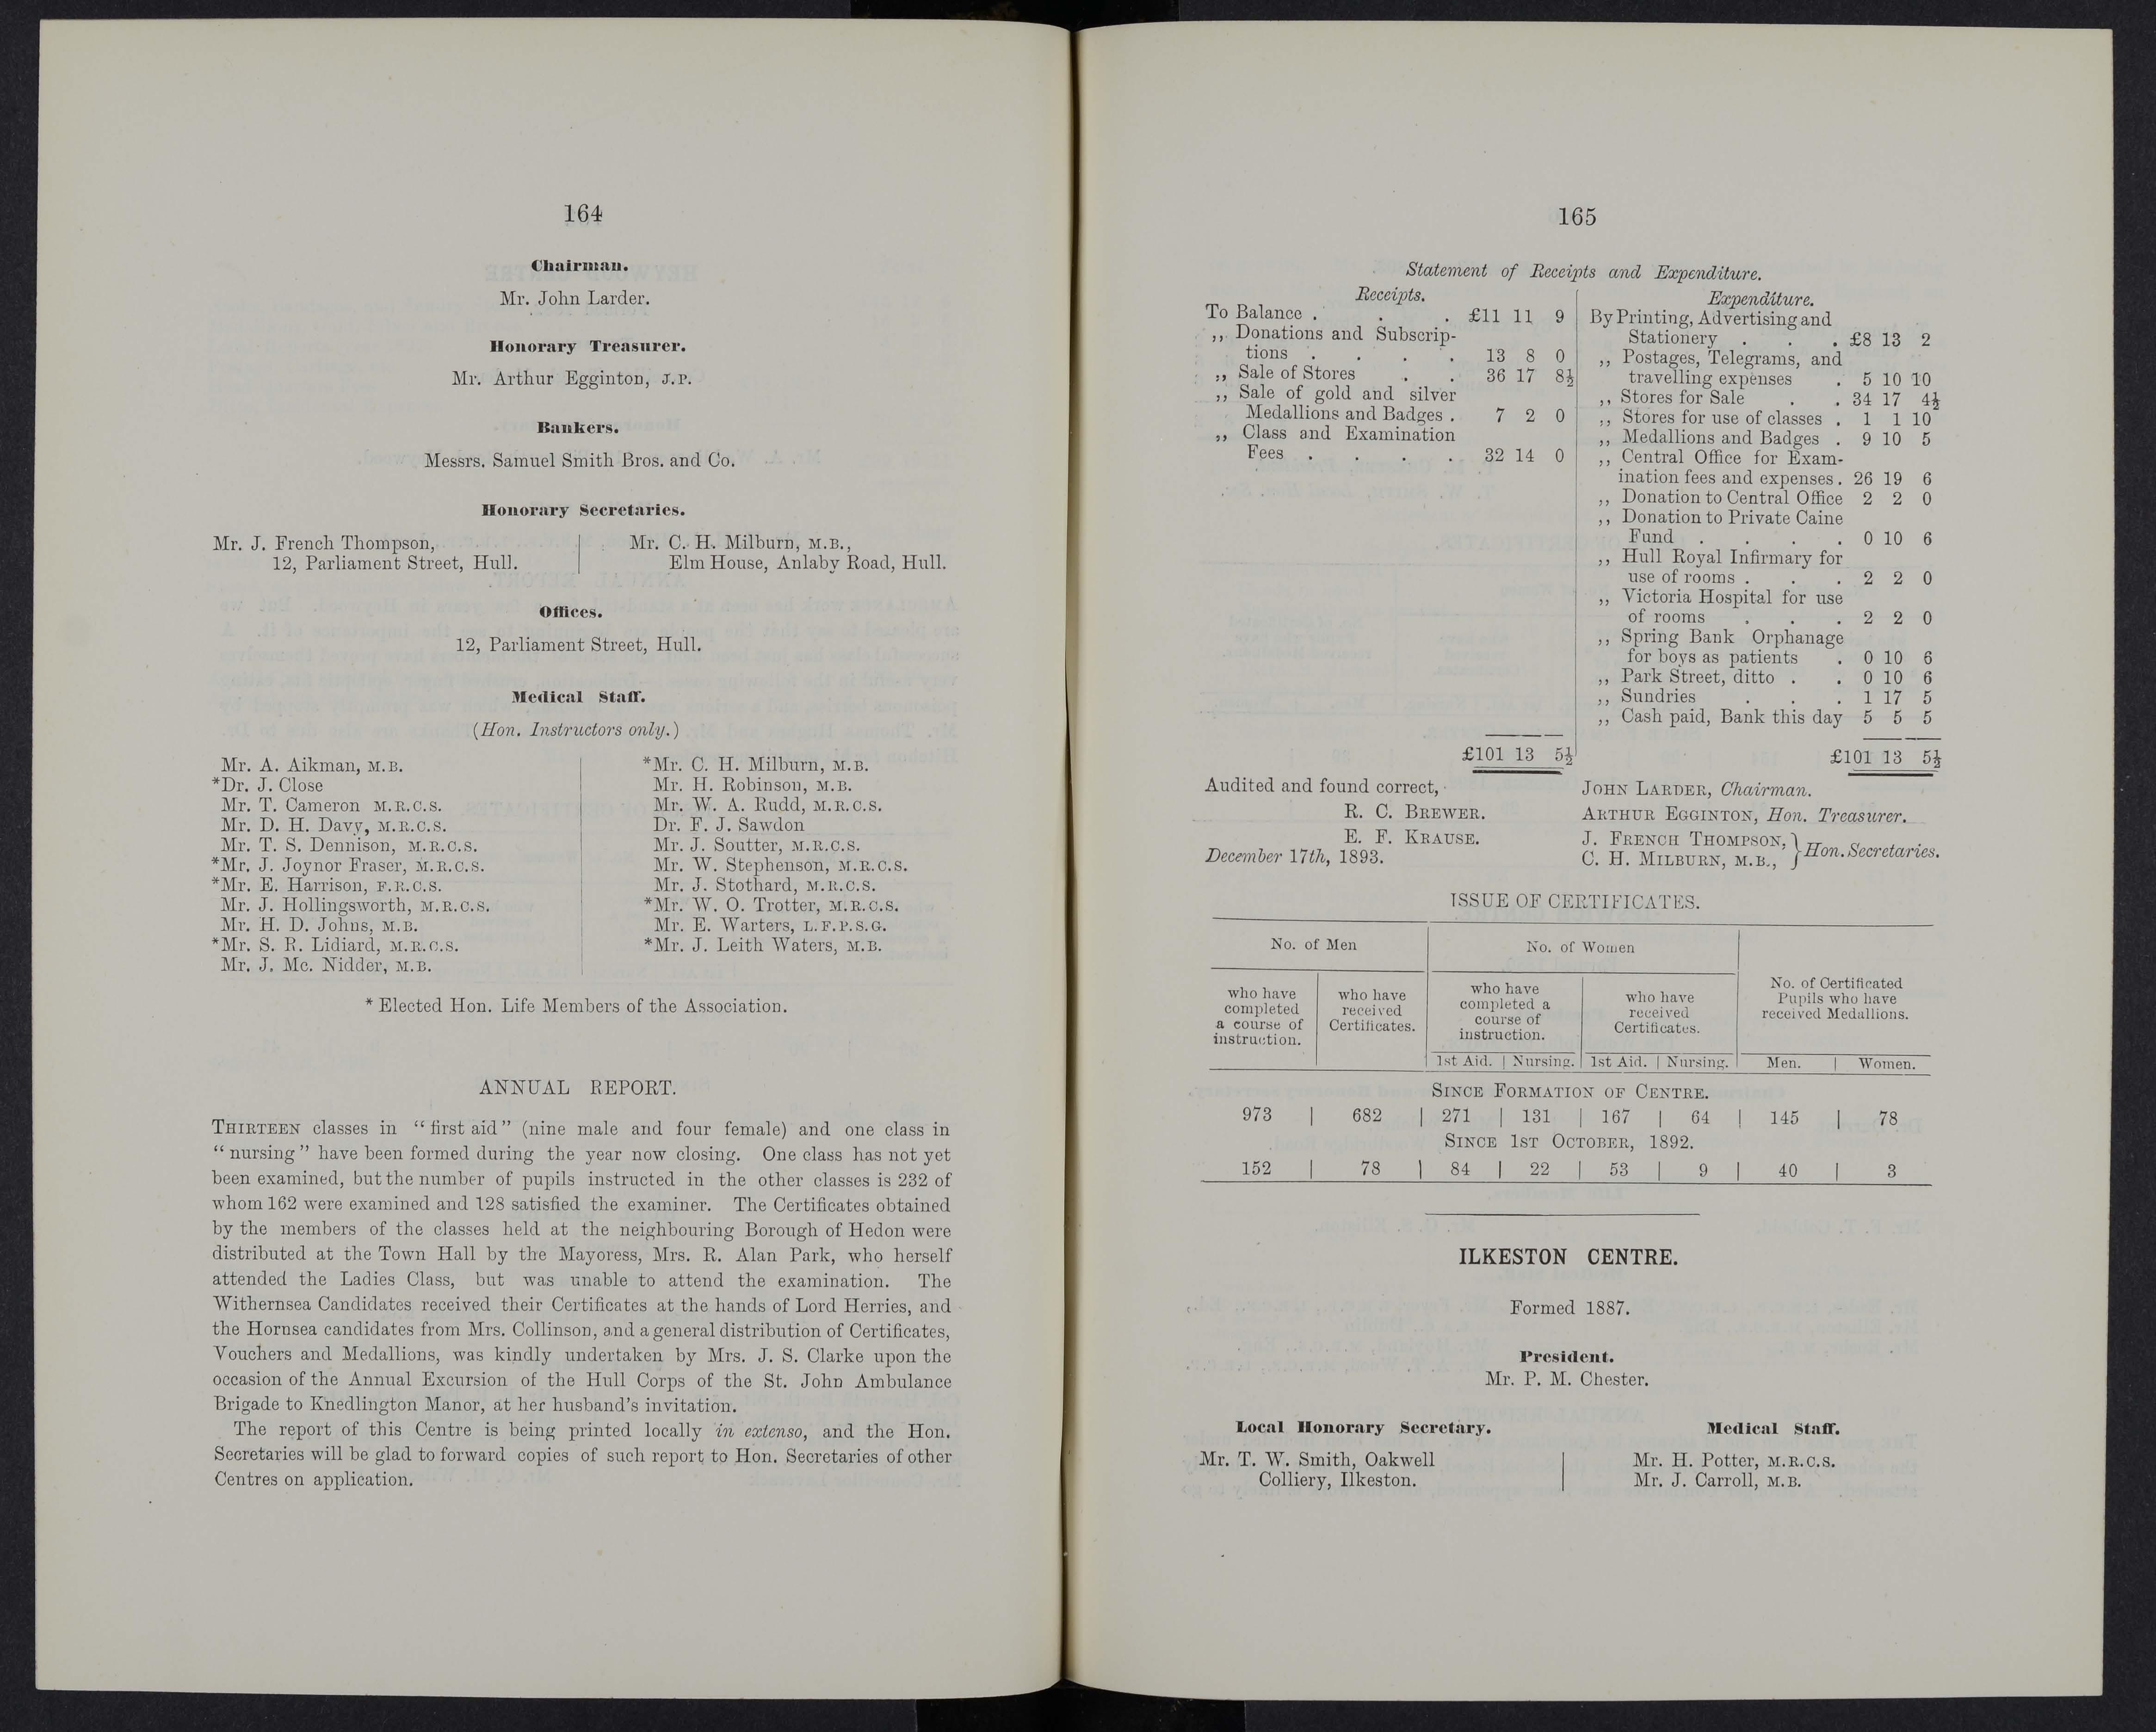 164
Chairman.
Mr. John Larder.
Honorary Treasurer.
Mr. Arthur Egginton, J.P.
Bankers.
Messrs. Samuel Smith Bros. and Co.
Honorary Secretaries.
Mr. J. French Thompson,
12, Parliament Street, Hull.
Mr. C. H. Milburn, M.B.,
Elm House, Anlaby Road, Hull.
Offices.
12, Parliament Street, Hull.
Medical Staff.
(Hon. Instructors only.)
Mr. A. Aikman, M.B.
*Dr. J. Close
Mr. T. Cameron M.R.C.S.
Mr. D. H. Davy, M.R.C.S.
Mr. T. S. Dennison, M.R.C.S.
*Mr. J. Joynor Fraser, M.R.C.S.
*Mr. E. Harrison, F.R.C.S.
Mr. J. Hollingsworth, M.R.C.S.
Mr. H. D. Johns, M.B.
*Mr. S. R. Lidiard, M.R.C.S.
Mr. J. Mc. Nidder, M.B.
*Mr. C. H. Milburn, M.B.
Mr. H. Robinson, M.B.
Mr. W. A. Rudd, M.R.C.S.
Dr. F. J. Sawdon
Mr. J. Soutter, M.R.C.S.
Mr. W. Stephenson, M.R.C.S.
Mr. J. Stothard, M.R.C.S.
*Mr. W. O. Trotter, M.R.C.S.
Mr. E. Warters, L.F.P.S.G.
*Mr. J. Leith Waters, M.B.
* Elected Hon. Life Members of the Association.
ANNUAL REPORT.
THIRTEEN classes in “first aid” (nine male and four female) and one class in
“nursing” have been formed during the year now closing. One class has not yet
been examined, but the number of pupils instructed in the other classes is 232 of
whom 162 were examined and 128 satisfied the examiner. The Certificates obtained
by the members of the classes held at the neighbouring Borough of Hedon were
distributed at the Town Hall by the Mayoress, Mrs. R. Alan Park, who herself
attended the Ladies Class, but was unable to attend the examination. The
Withernsea Candidates received their Certificates at the hands of Lord Herries, and
the Hornsea candidates from Mrs. Collinson, and a general distribution of Certificates,
Vouchers and Medallions, was kindly undertaken by Mrs. J. S. Clarke upon the
occasion of the Annual Excursion of the Hull Corps of the St. John Ambulance
Brigade to Knedlington Manor, at her husband's invitation.
The report of this Centre is being printed locally in extenso, and the Hon.
Secretaries will be glad to forward copies of such report to Hon. Secretaries of other
Centres on application.
165
Statement of Receipts and Expenditure.
Receipts.
To Balance . . . £11 11 9
,, Donations and Subscrip-
tions . . . . 13 8 0
,, Sale of Stores . . 36 17 8½
,, Sale of gold and silver
Medallions and Badges . 7 2 0
,, Class and Examination
Fees . . . . 32 14 0
£101 13 5½
Expenditure.
By Printing, Advertising and
Stationery . . . £8 13 2
,, Postages, Telegrams, and
travelling expenses . 5 10 10
,, Stores for Sale . . 34 17 4½
,, Stores for use of classes . 1 1 10
,, Medallions and Badges . 9 10 5
,, Central Office for Exam-
ination fees and expenses . 26 19 6
,, Donation to Central Office 2 2 0
,, Donation to Private Caine
Fund . . . . 0 10 6
,, Hull Royal Infirmary for
use of rooms . . . 2 2 0
,, Victoria Hospital for use
of rooms . . . 2 2 0
,, Spring Bank Orphanage
for boys as patients . 0 10 6
,, Park Street, ditto . . 0 10 6
,, Sundries . . . 1 17 5
,, Cash paid, Bank this day 5 5 5
£101 13 5½
Audited and found correct,
R. C. BREWER.
E. F. KRAUSE.
December 17th, 1893.
JOHN LARDER, Chairman.
ARTHUR EGGINTON, Hon. Treasurer.
J. FRENCH THOMPSON,
C. H. MILBURN, M.B.,
} Hon. Secretaries.
ISSUE OF CERTIFICATES.
No. of Men
No. of Women
No. of Certificated
Pupils who have
received Medallions.
who have
completed
a course of
instruction.
who have
received
Certificates.
who have
completed a
course of
instruction.
who have
received
Certificates.
1st Aid. | Nursing. | 1st Aid. | Nursing. | Men. | Women.
SINCE FORMATION OF CENTRE.
973 | 682 | 271 | 131 | 167 | 64 | 145 | 78
SINCE 1ST OCTOBER, 1892.
152 | 78 | 84 | 22 | 53 | 9 | 40 | 3
ILKESTON CENTRE.
Formed 1887.
President.
Mr. P. M. Chester.
Local Honorary Secretary.
Mr. T. W. Smith, Oakwell
Colliery, Ilkeston.
Medical Staff.
Mr. H. Potter, M.R.C.S.
Mr. J. Carroll, M.B.